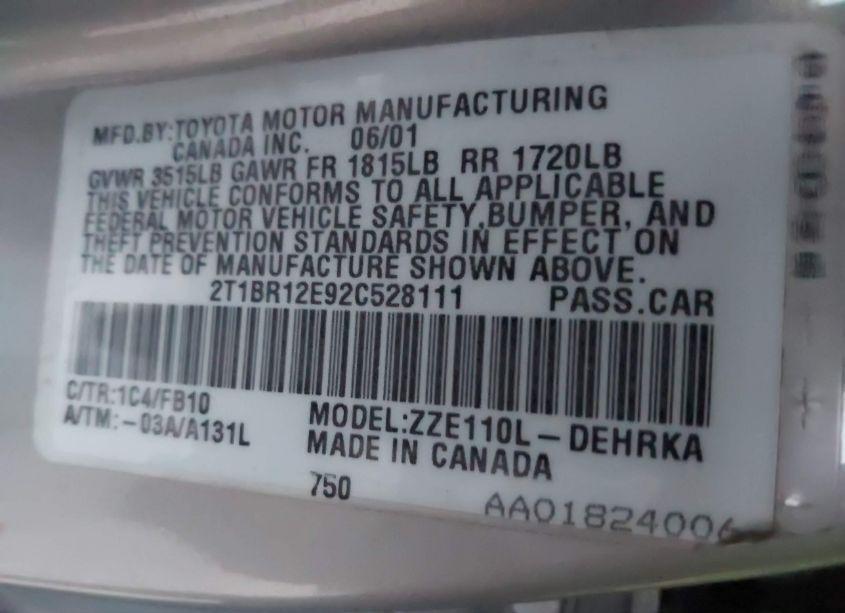 MFD.BY:TOYOTA MOTOR MANUFACTURING
CANADA INC. 06/01
GVWR 3515LB GAWR FR 1815LB RR 1720LB
THIS VEHICLE CONFORMS TO ALL APPLICABLE
FEDERAL MOTOR VEHICLE SAFETY,BUMPER, AND
THEFT PREVENTION STANDARDS IN EFFECT ON
THE DATE OF MANUFACTURE SHOWN ABOVE.
2T1BR12E92C528111 PASS.CAR
C/TR:1C4/FB10
A/TM:-03A/A131L
MODEL:ZZE110L-DEHRKA
MADE IN CANADA
750
AA01824006